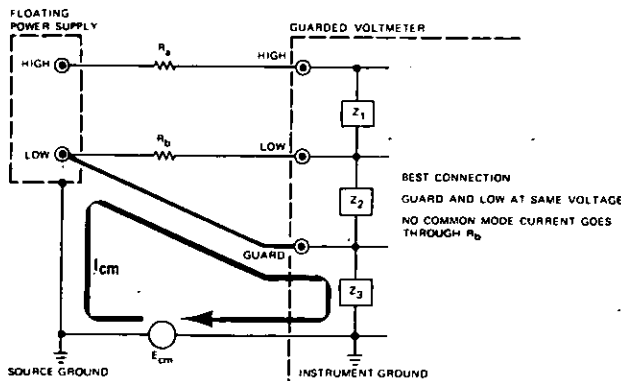 FLOATING
POWER SUPPLY
GUARDED VOLTMETER
HIGH
Ra
HIGH
Z1
LOW
Rb
LOW
BEST CONNECTION
Z2
GUARD AND LOW AT SAME VOLTAGE
NO COMMON MODE CURRENT GOES
THROUGH Rb
GUARD
Icm
Z3
Ecm
SOURCE GROUND
INSTRUMENT GROUND